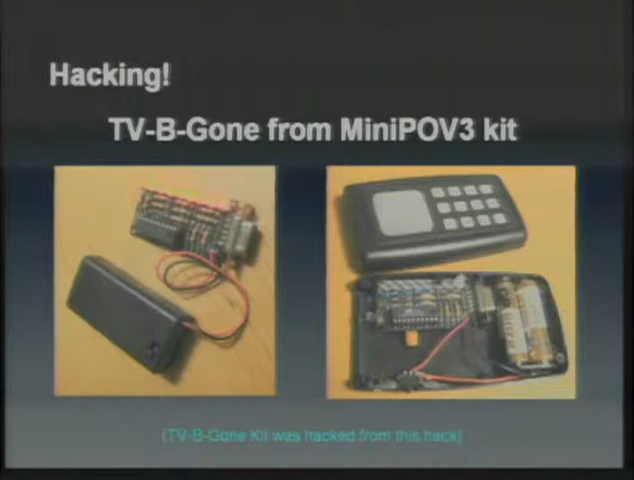 Hacking!
TV-B-Gone from MiniPOV3 kit
(TV-B-Gone Kit was hacked from this hack)